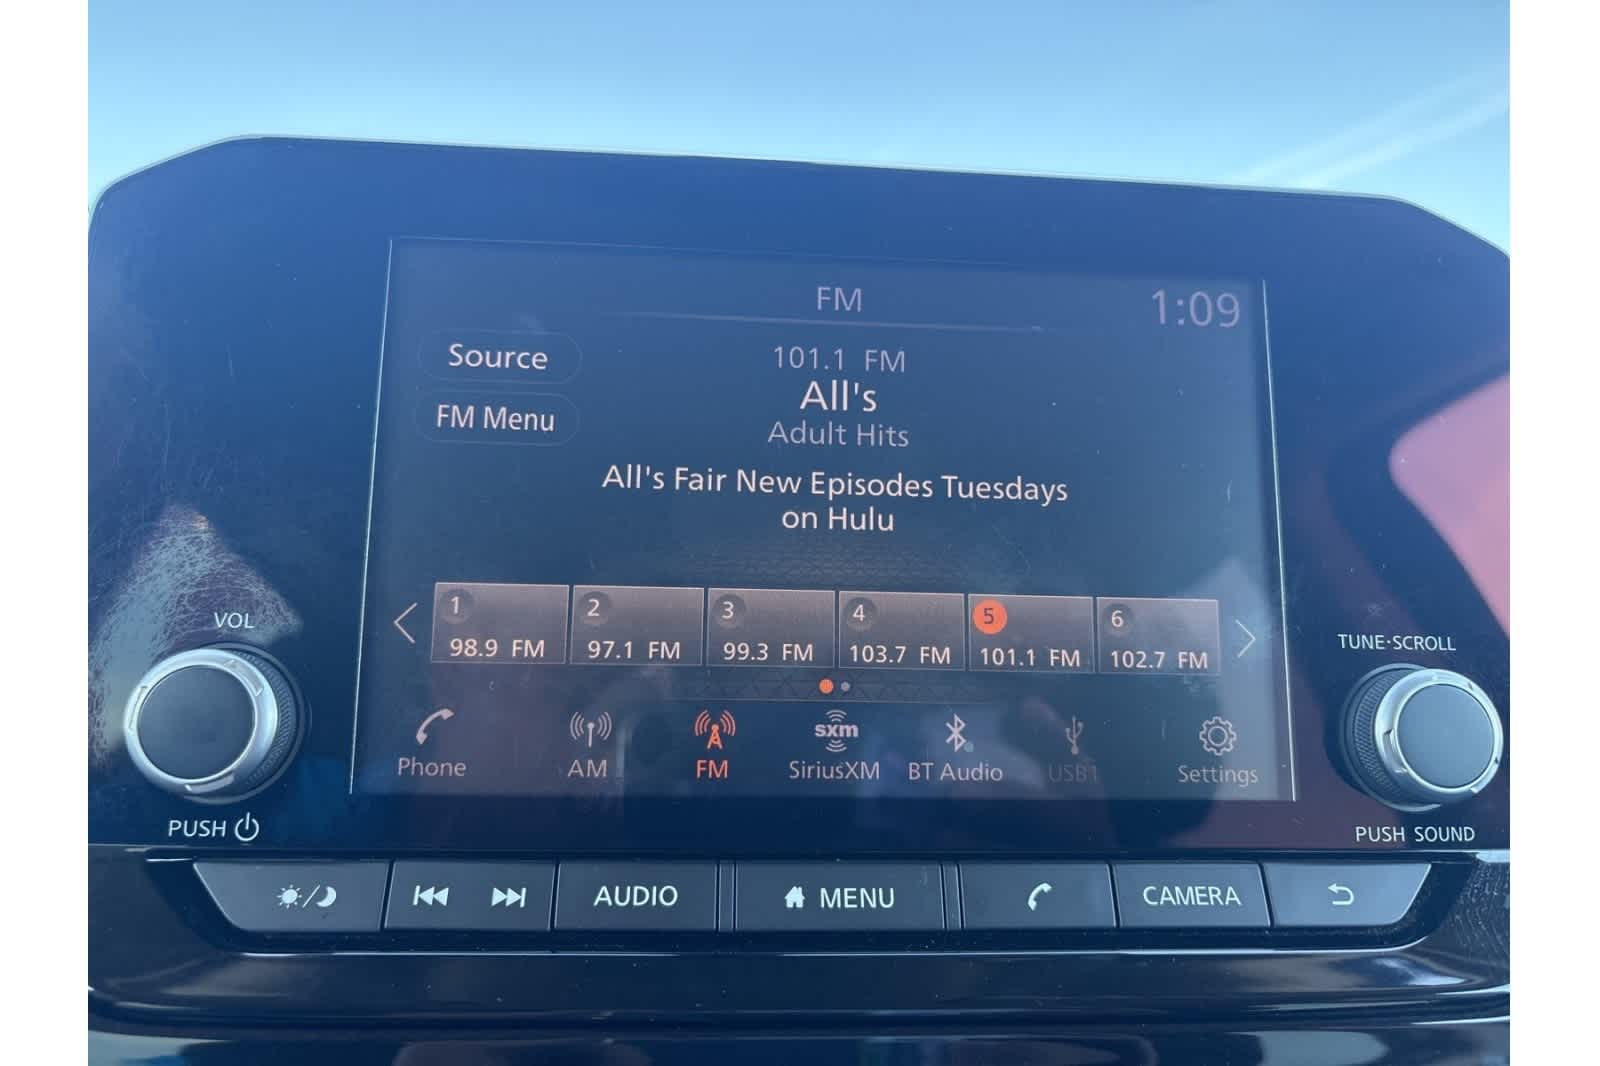 FM
1:09
Source
101.1 FM
All's
FM Menu
Adult Hits
All's Fair New Episodes Tuesdays
on Hulu
1
2
3
4
5
6
98.9 FM
97.1 FM
99.3 FM
103.7 FM
101.1 FM
102.7 FM
VOL
TUNE·SCROLL
sxm
Phone
AM
FM
SiriusXM
BT Audio
USB1
Settings
PUSH
PUSH SOUND
AUDIO
MENU
CAMERA